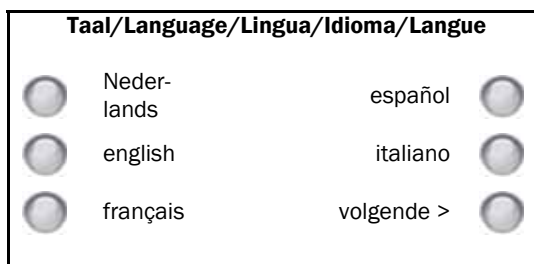 Taal/Language/Lingua/Idioma/Langue
Neder-
lands
español
english
italiano
français
volgende >